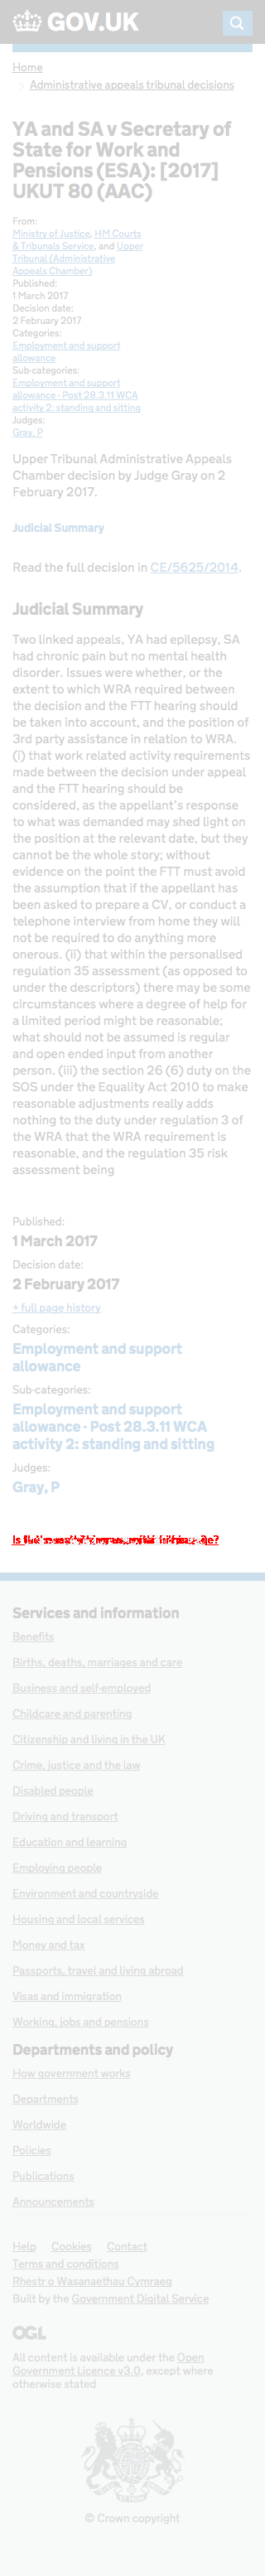 GOV.UK
Home
Administrative appeals tribunal decisions
YA and SA v Secretary of
State for Work and
Pensions (ESA): [2017]
UKUT 80 (AAC)
From:
Ministry of Justice, HM Courts
& Tribunals Service, and Upper
Tribunal (Administrative
Appeals Chamber)
Published:
1 March 2017
Decision date:
2 February 2017
Categories:
Employment and support
allowance
Sub-categories:
Employment and support
allowance - Post 28.3.11 WCA
activity 2: standing and sitting
Judges:
Gray, P
Upper Tribunal Administrative Appeals
Chamber decision by Judge Gray on 2
February 2017.
Judicial Summary
Read the full decision in CE/5625/2014.
Judicial Summary
Two linked appeals, YA had epilepsy, SA
had chronic pain but no mental health
disorder. Issues were whether, or the
extent to which WRA required between
the decision and the FTT hearing should
be taken into account, and the position of
3rd party assistance in relation to WRA.
(i) that work related activity requirements
made between the decision under appeal
and the FTT hearing should be
considered, as the appellant's response
to what was demanded may shed light on
the position at the relevant date, but they
cannot be the whole story; without
evidence on the point the FTT must avoid
the assumption that if the appellant has
been asked to prepare a CV, or conduct a
telephone interview from home they will
not be required to do anything more
onerous. (ii) that within the personalised
regulation 35 assessment (as opposed to
under the descriptors) there may be some
circumstances where a degree of help for
a limited period might be reasonable;
what should not be assumed is regular
and open ended input from another
person. (iii) the section 26 (6) duty on the
SOS under the Equality Act 2010 to make
reasonable adjustments really adds
nothing to the duty under regulation 3 of
the WRA that the WRA requirement is
reasonable, and the regulation 35 risk
assessment being
Published:
1 March 2017
Decision date:
2 February 2017
+ full page history
Categories:
Employment and support
allowance
Sub-categories:
Employment and support
allowance - Post 28.3.11 WCA
activity 2: standing and sitting
Judges:
Gray, P
Services and information
Benefits
Births, deaths, marriages and care
Business and self-employed
Childcare and parenting
Citizenship and living in the UK
Crime, justice and the law
Disabled people
Driving and transport
Education and learning
Employing people
Environment and countryside
Housing and local services
Money and tax
Passports, travel and living abroad
Visas and immigration
Working, jobs and pensions
Departments and policy
How government works
Departments
Worldwide
Policies
Publications
Announcements
Help Cookies Contact
Terms and conditions
Rhestr o Wasanaethau Cymraeg
Built by the Government Digital Service
OGL
All content is available under the Open
Government Licence v3.0, except where
otherwise stated
© Crown copyright